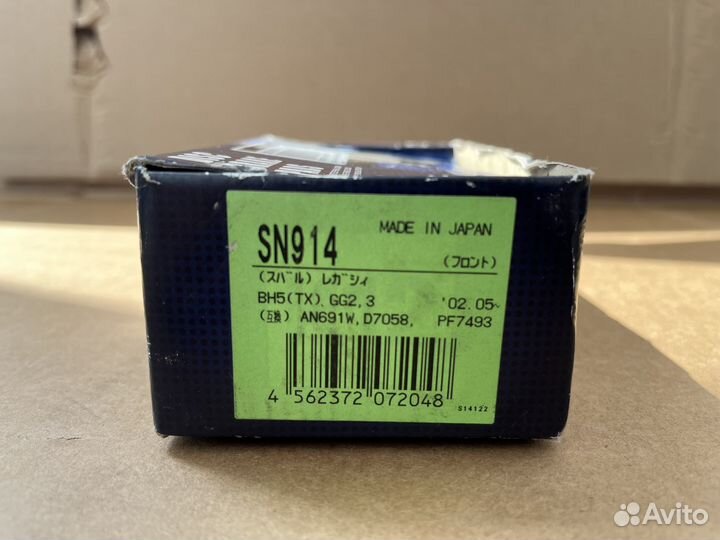 SN914
MADE IN JAPAN
(フロント)
(スバル) レガシィ
BH5(TX), GG2,3 '02.05~
(互換) AN691W,D7058, PF7493
4 562372 072048
S14122
Avito